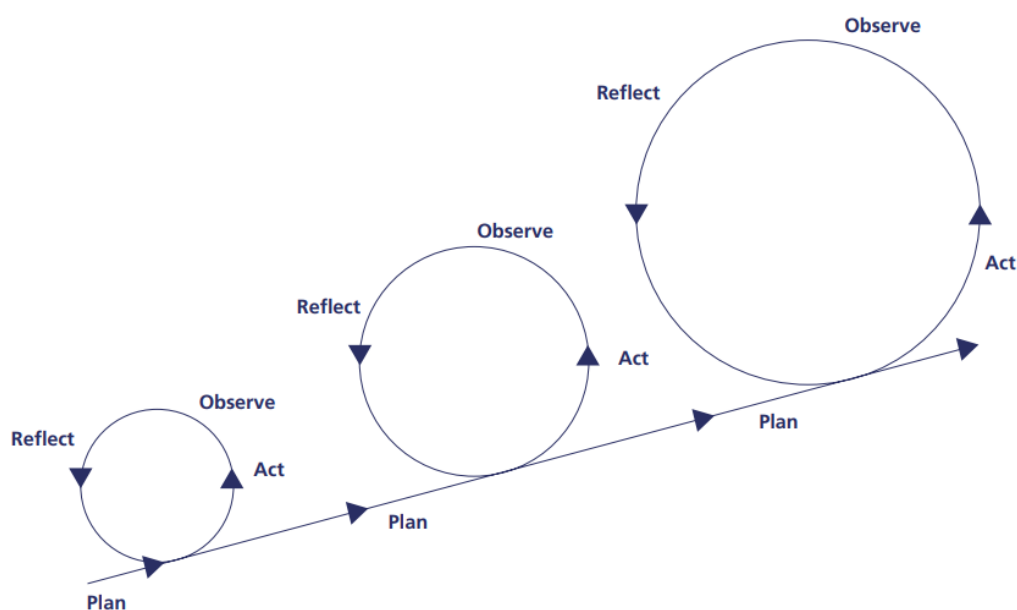 Observe
Reflect
Act
Plan
Observe
Reflect
Act
Plan
Observe
Reflect
Act
Plan